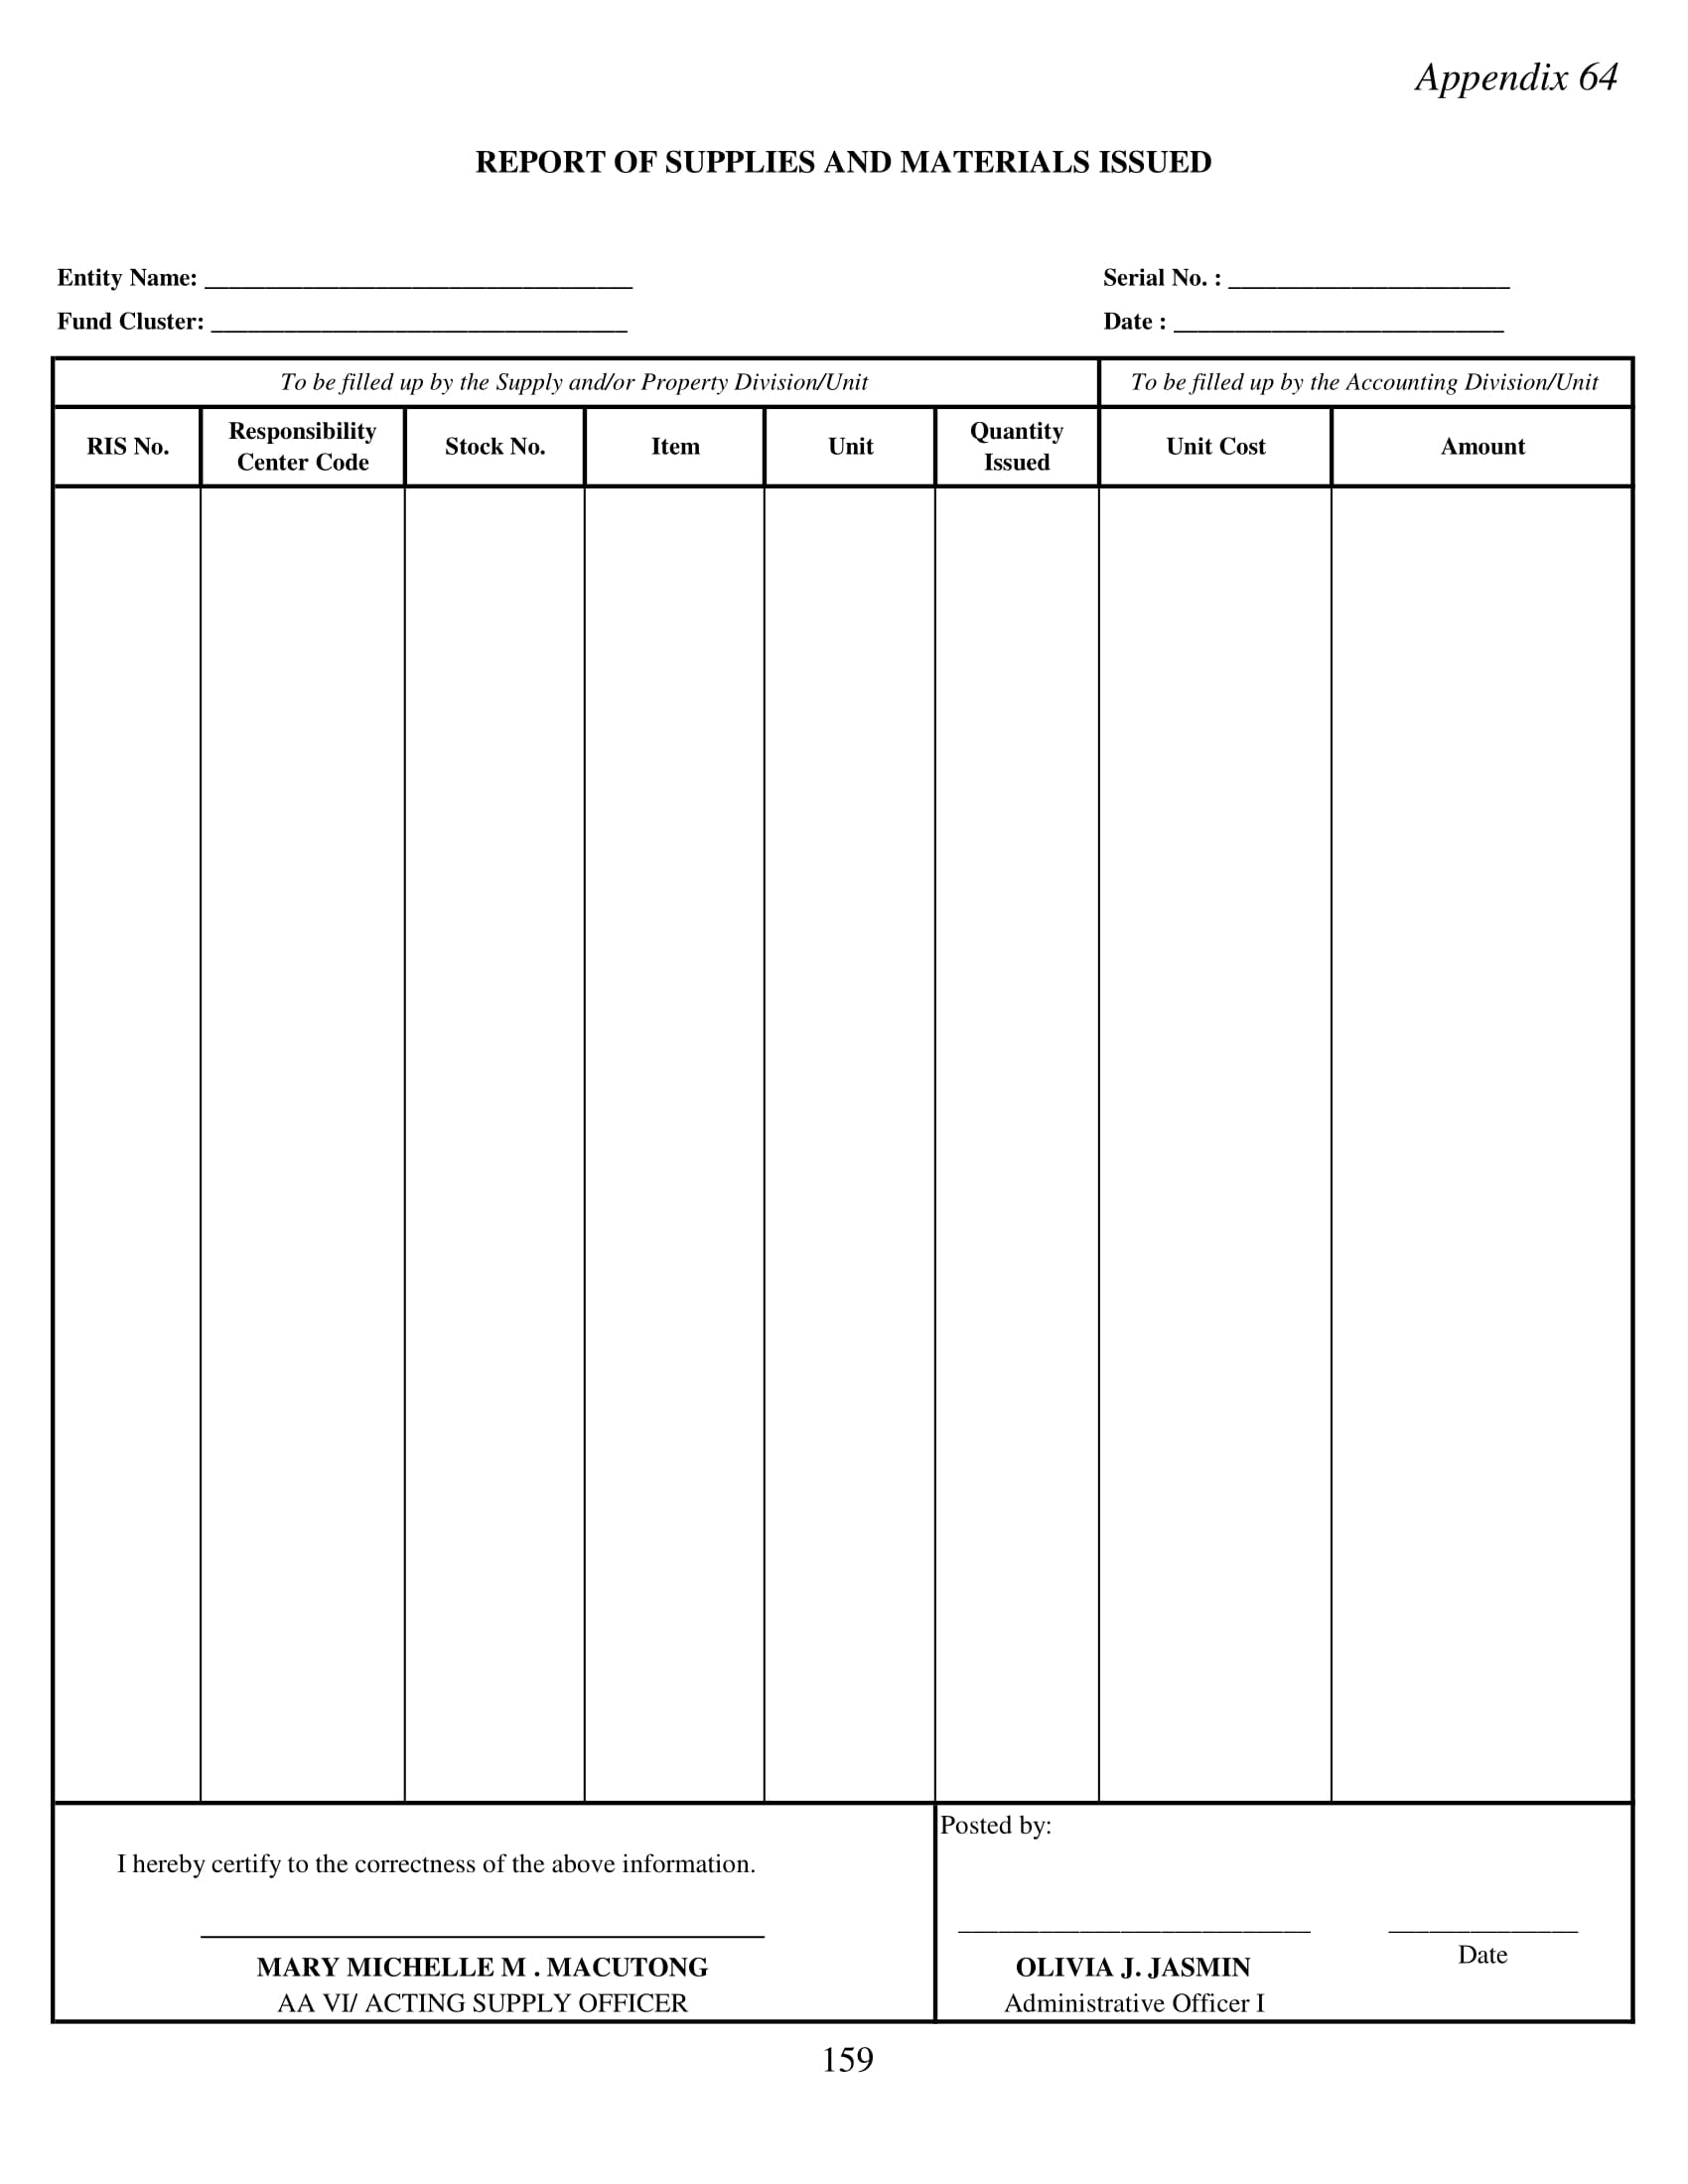 Appendix 64
REPORT OF SUPPLIES AND MATERIALS ISSUED
Entity Name: ___________________________________ Serial No. : _______________________
Fund Cluster: __________________________________ Date : ___________________________
To be filled up by the Supply and/or Property Division/Unit To be filled up by the Accounting Division/Unit
RIS No. Responsibility Center Code Stock No. Item Unit Quantity Issued Unit Cost Amount
I hereby certify to the correctness of the above information.
MARY MICHELLE M . MACUTONG
AA VI/ ACTING SUPPLY OFFICER
Posted by:
__________________________ ______________
Date
OLIVIA J. JASMIN
Administrative Officer I
159